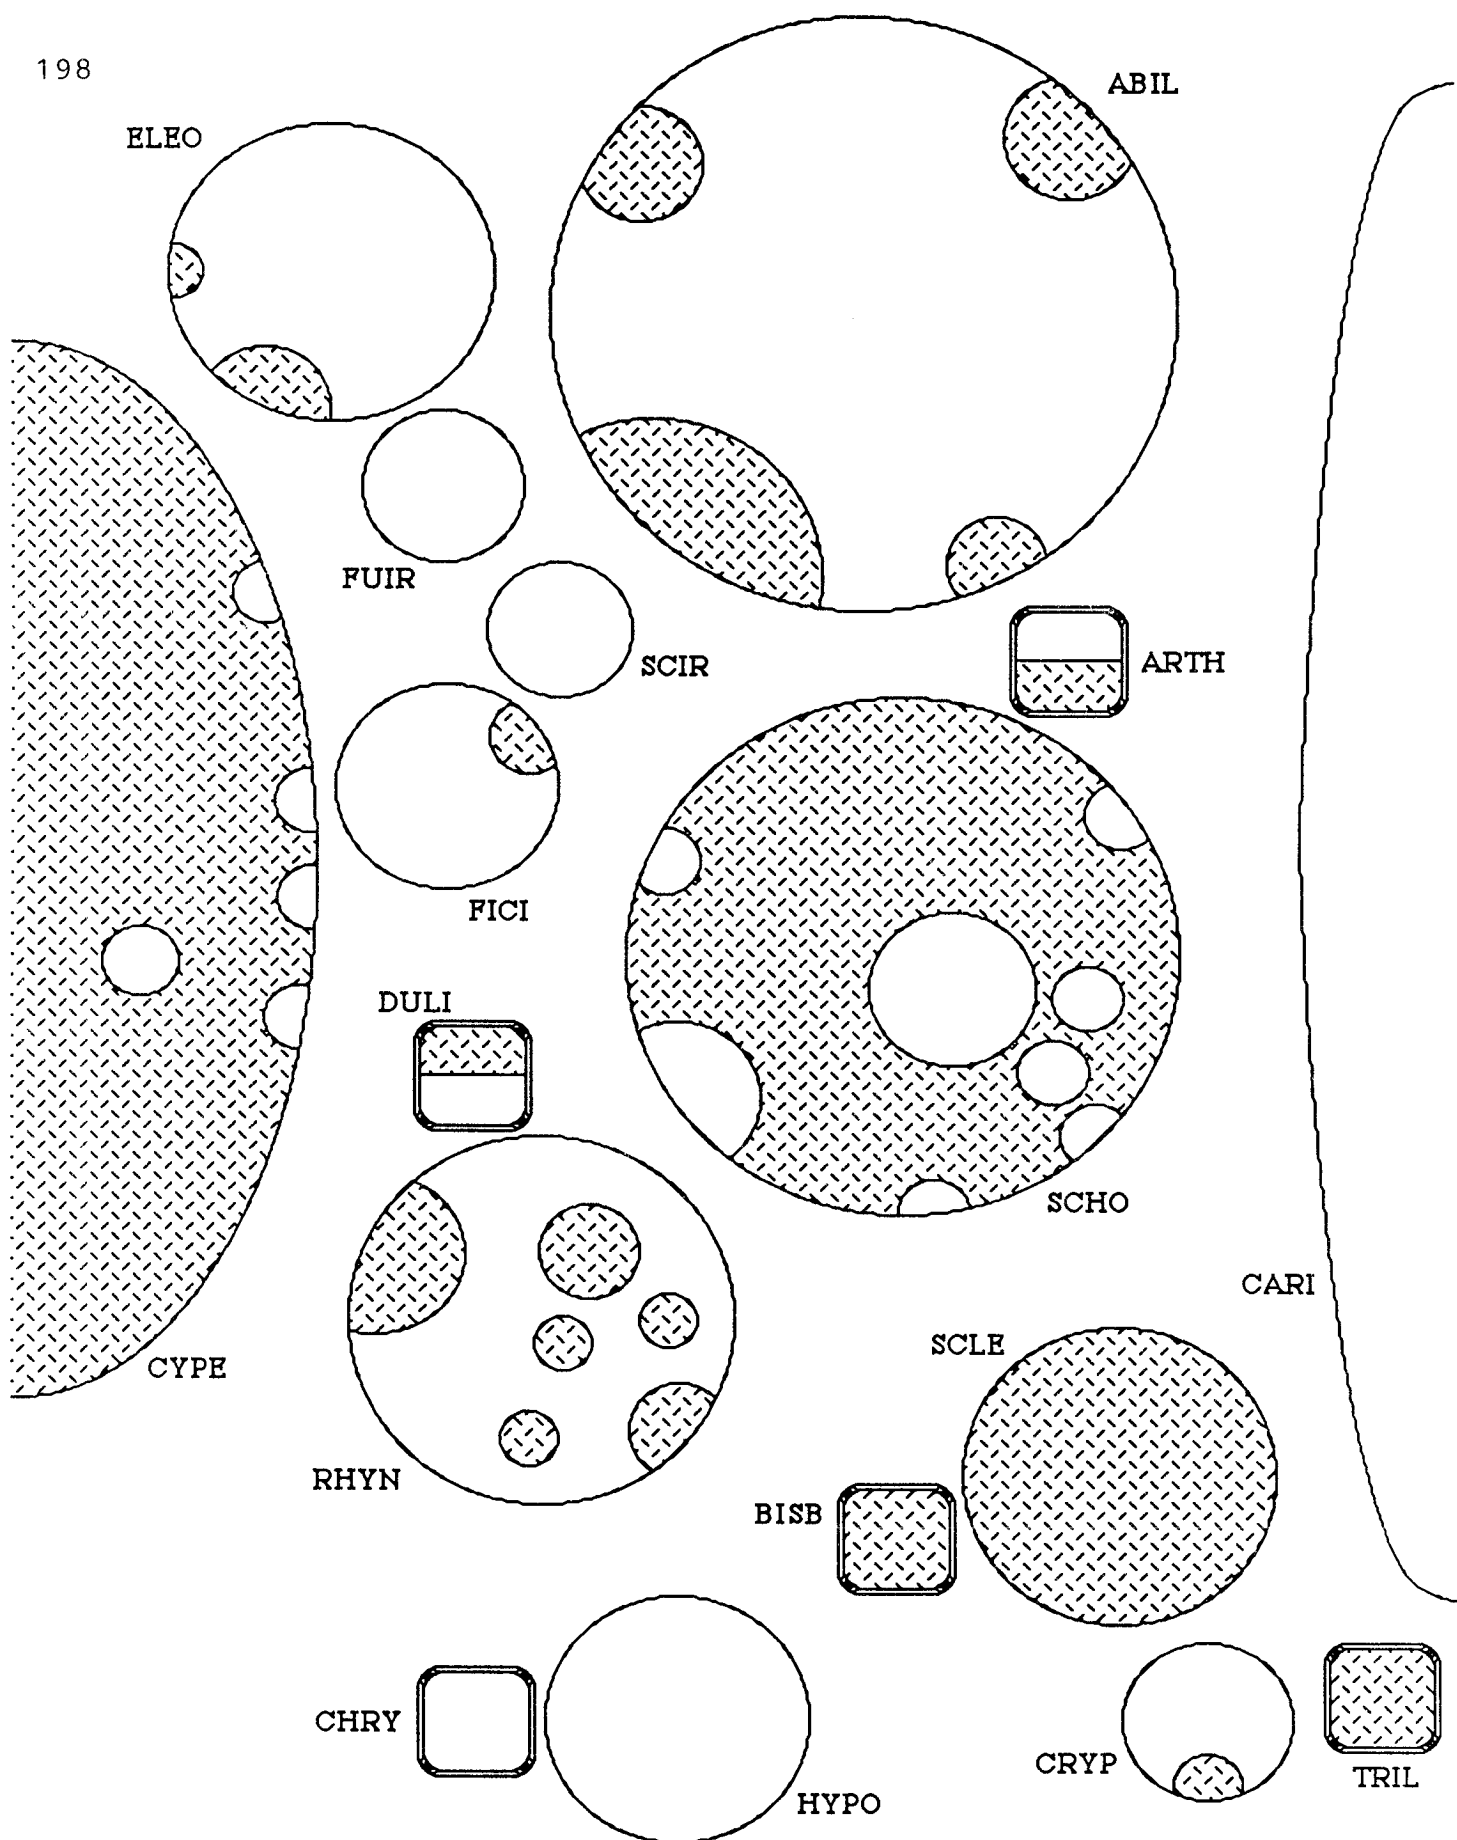 198
ABIL
ELEO
FUIR
SCIR
ARTH
FICI
DULI
SCHO
CARI
SCLE
CYPE
RHYN
BISB
CHRY
CRYP
TRIL
HYPO